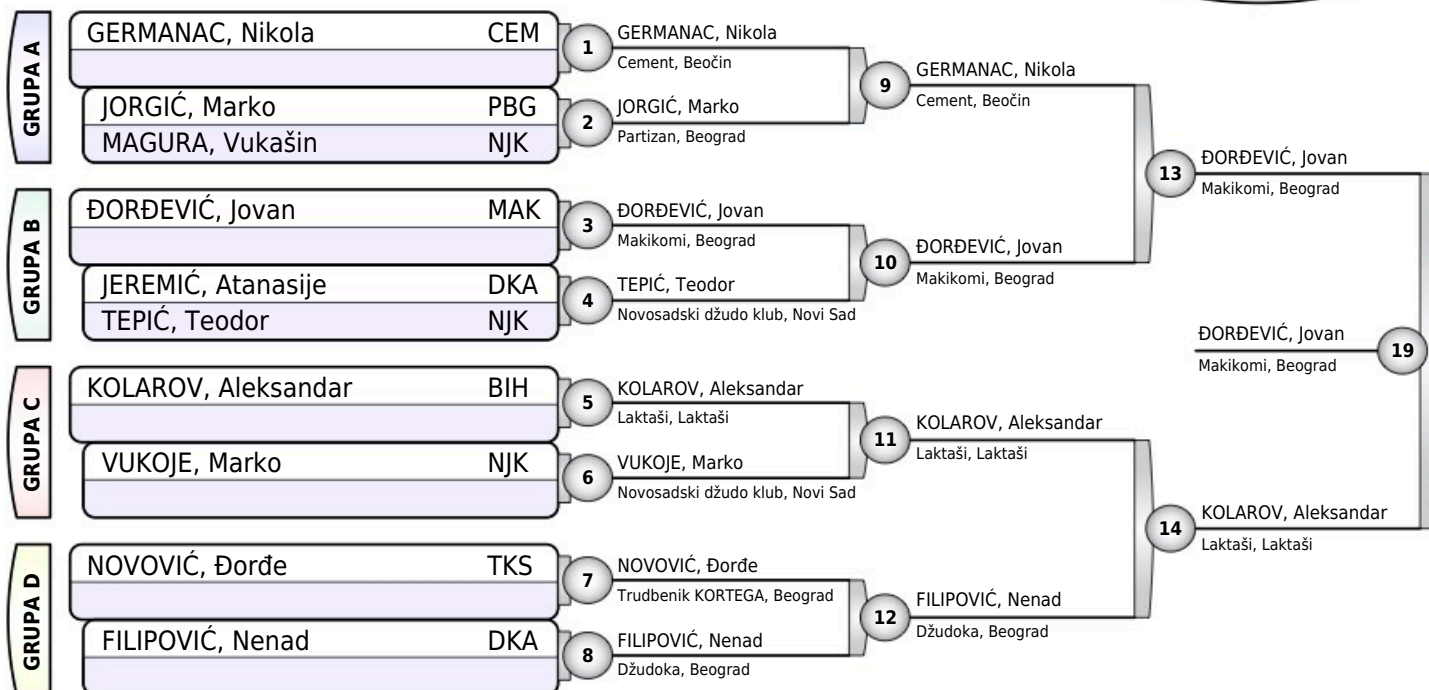 GRUPA A
GERMANAC, Nikola CEM
JORGIĆ, Marko PBG
MAGURA, Vukašin NJK
1
GERMANAC, Nikola
Cement, Beočin
2
JORGIĆ, Marko
Partizan, Beograd
9
GERMANAC, Nikola
Cement, Beočin
GRUPA B
ĐORĐEVIĆ, Jovan MAK
JEREMIĆ, Atanasije DKA
TEPIĆ, Teodor NJK
3
ĐORĐEVIĆ, Jovan
Makikomi, Beograd
4
TEPIĆ, Teodor
Novosadski džudo klub, Novi Sad
10
ĐORĐEVIĆ, Jovan
Makikomi, Beograd
13
ĐORĐEVIĆ, Jovan
Makikomi, Beograd
GRUPA C
KOLAROV, Aleksandar BIH
VUKOJE, Marko NJK
5
KOLAROV, Aleksandar
Laktaši, Laktaši
6
VUKOJE, Marko
Novosadski džudo klub, Novi Sad
11
KOLAROV, Aleksandar
Laktaši, Laktaši
GRUPA D
NOVOVIĆ, Đorđe TKS
FILIPOVIĆ, Nenad DKA
7
NOVOVIĆ, Đorđe
Trudbenik KORTEGA, Beograd
8
FILIPOVIĆ, Nenad
Džudoka, Beograd
12
FILIPOVIĆ, Nenad
Džudoka, Beograd
14
KOLAROV, Aleksandar
Laktaši, Laktaši
ĐORĐEVIĆ, Jovan
Makikomi, Beograd
19